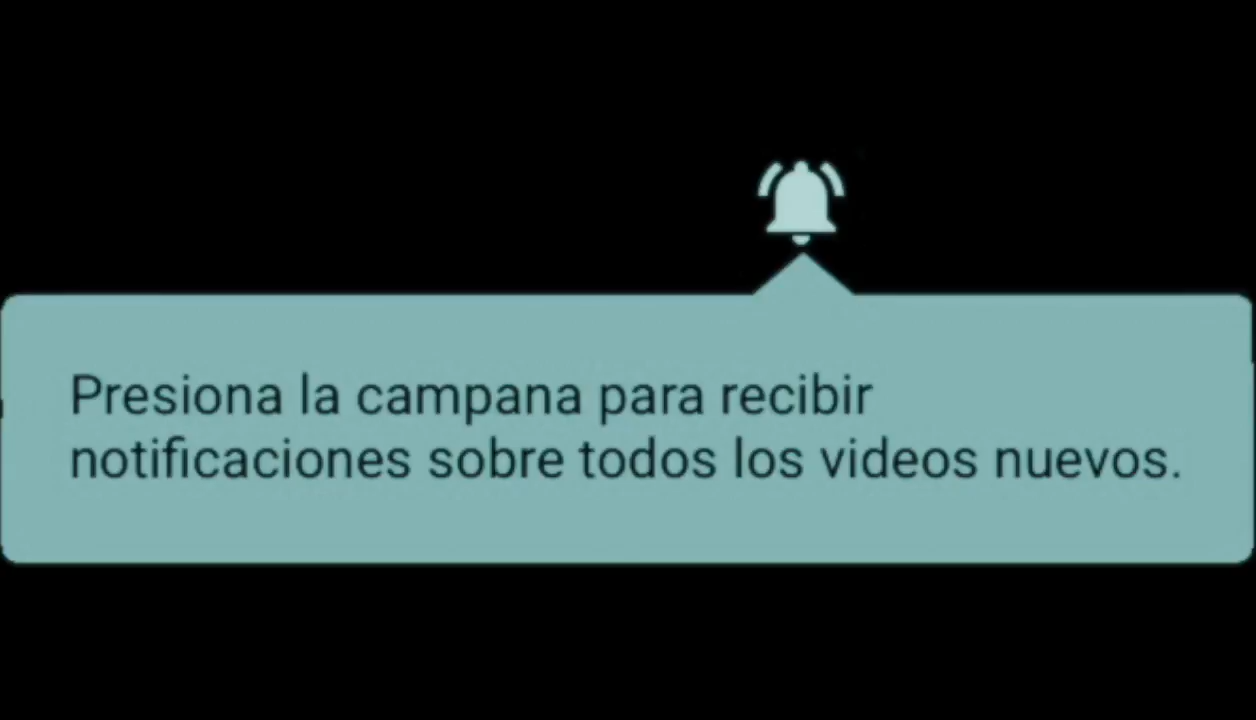 Presiona la campana para recibir
notificaciones sobre todos los videos nuevos.